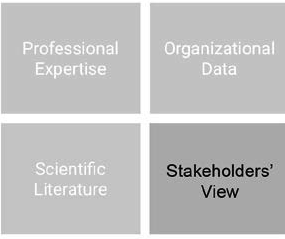 Professional
Expertise
Organizational
Data
Scientific
Literature
Stakeholders’
View